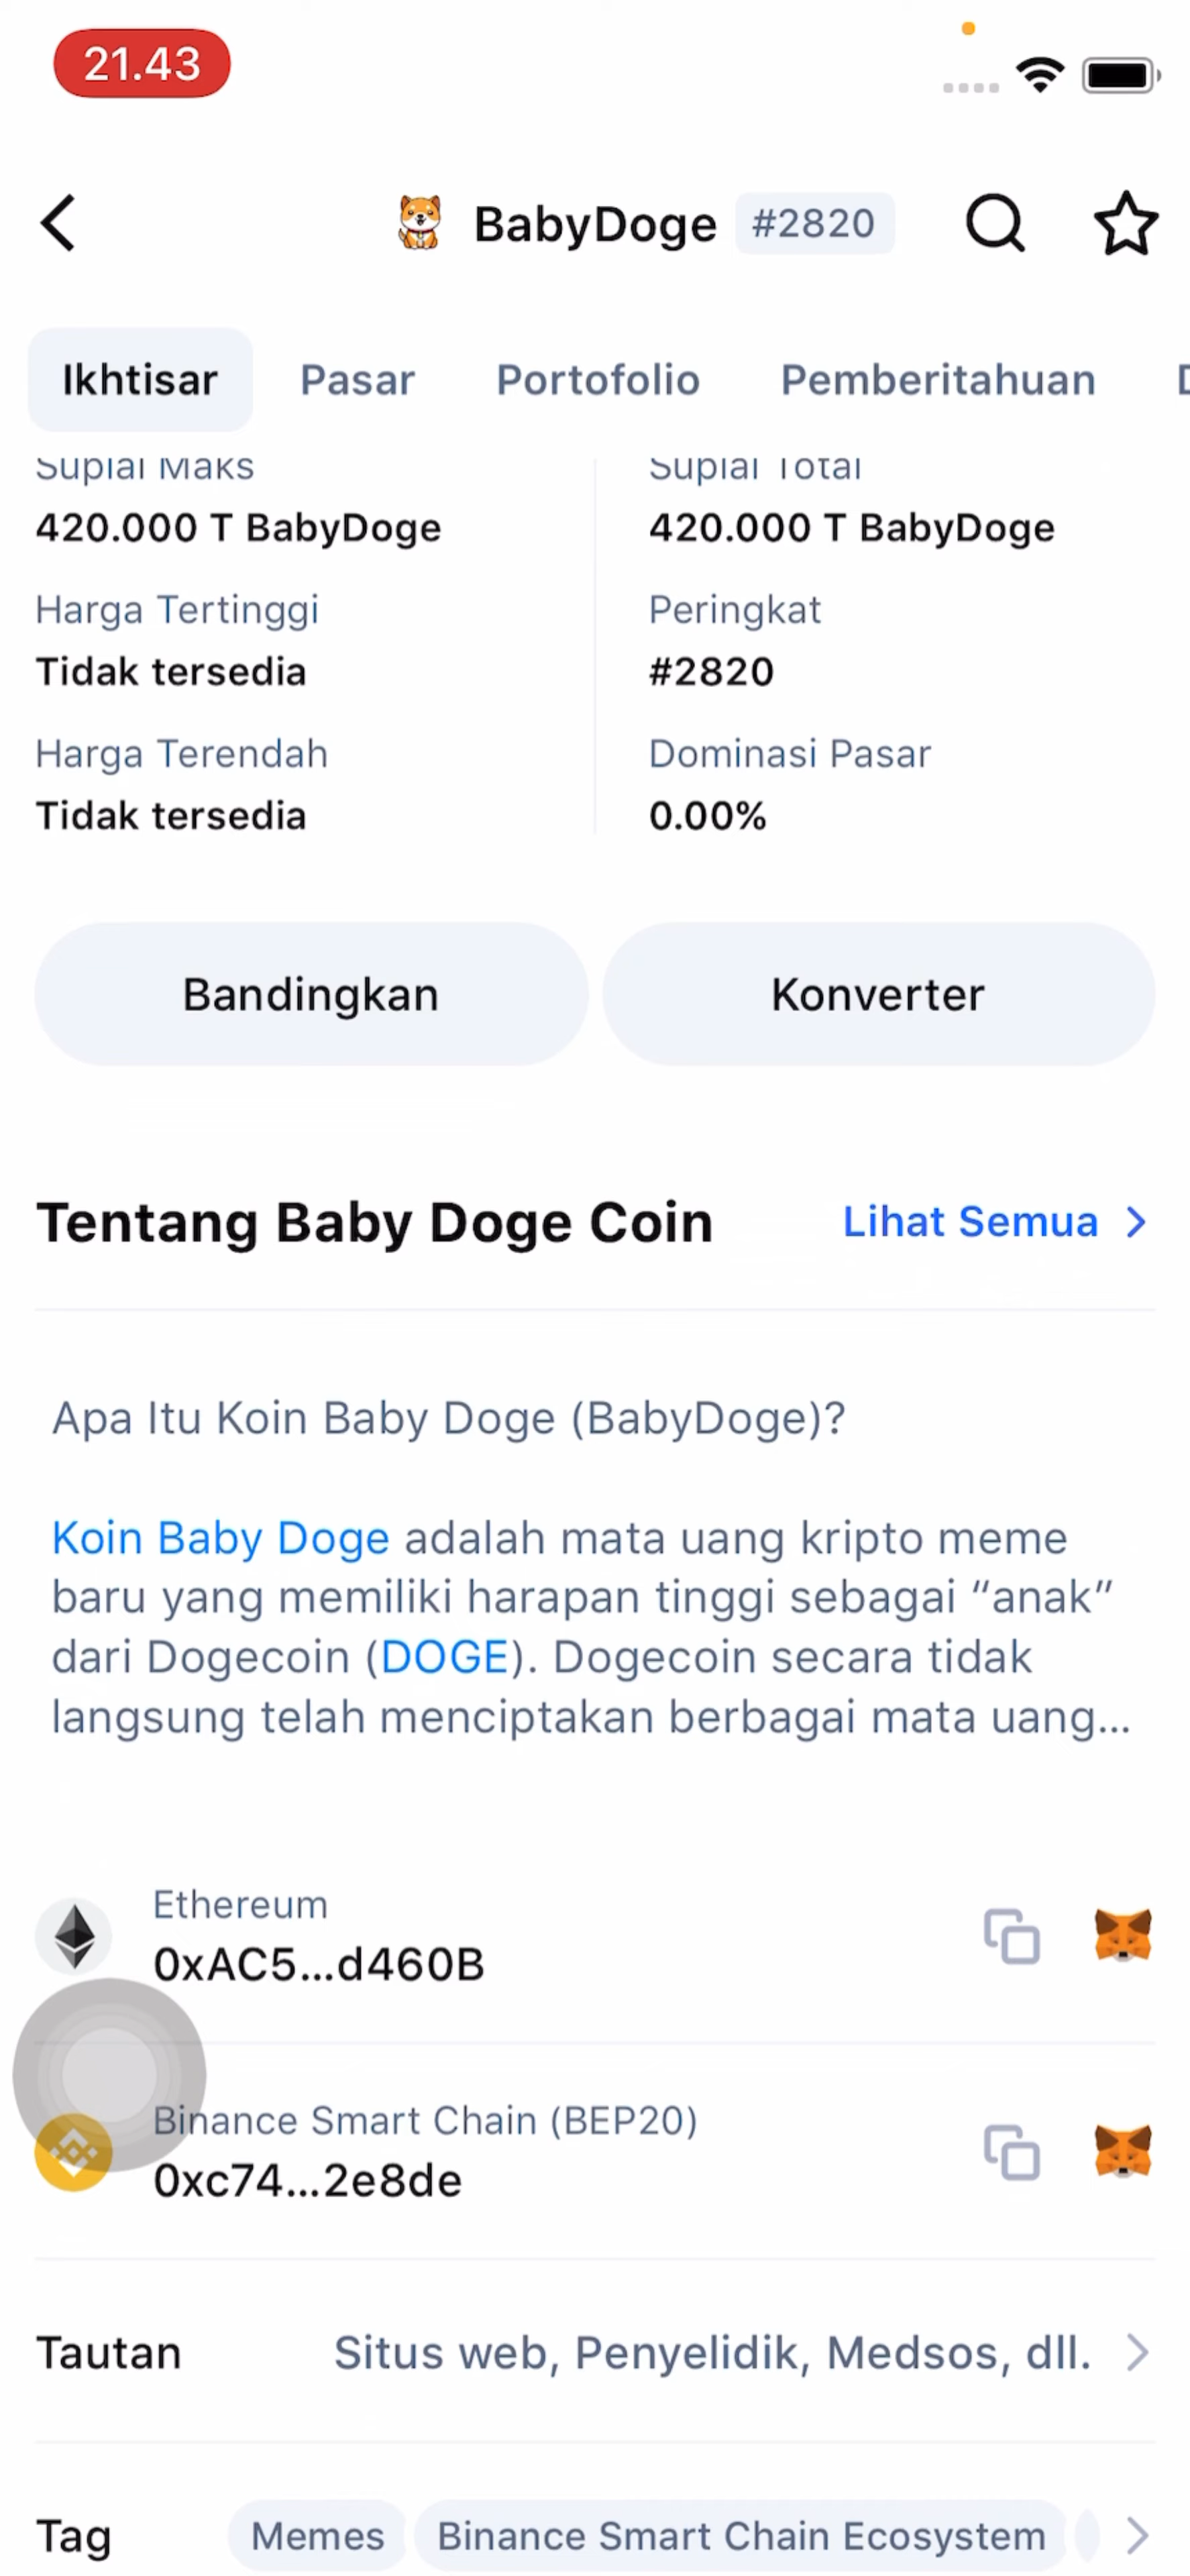 21.43
BabyDoge #2820
Ikhtisar Pasar Portofolio Pemberitahuan
Suplai Maks Suplai Total
420.000 T BabyDoge 420.000 T BabyDoge
Harga Tertinggi Peringkat
Tidak tersedia #2820
Harga Terendah Dominasi Pasar
Tidak tersedia 0.00%
Bandingkan Konverter
Tentang Baby Doge Coin Lihat Semua
Apa Itu Koin Baby Doge (BabyDoge)?
Koin Baby Doge adalah mata uang kripto meme
baru yang memiliki harapan tinggi sebagai “anak”
dari Dogecoin (DOGE). Dogecoin secara tidak
langsung telah menciptakan berbagai mata uang...
Ethereum
0xAC5...d460B
Binance Smart Chain (BEP20)
0xc74...2e8de
Tautan Situs web, Penyelidik, Medsos, dll.
Tag Memes Binance Smart Chain Ecosystem